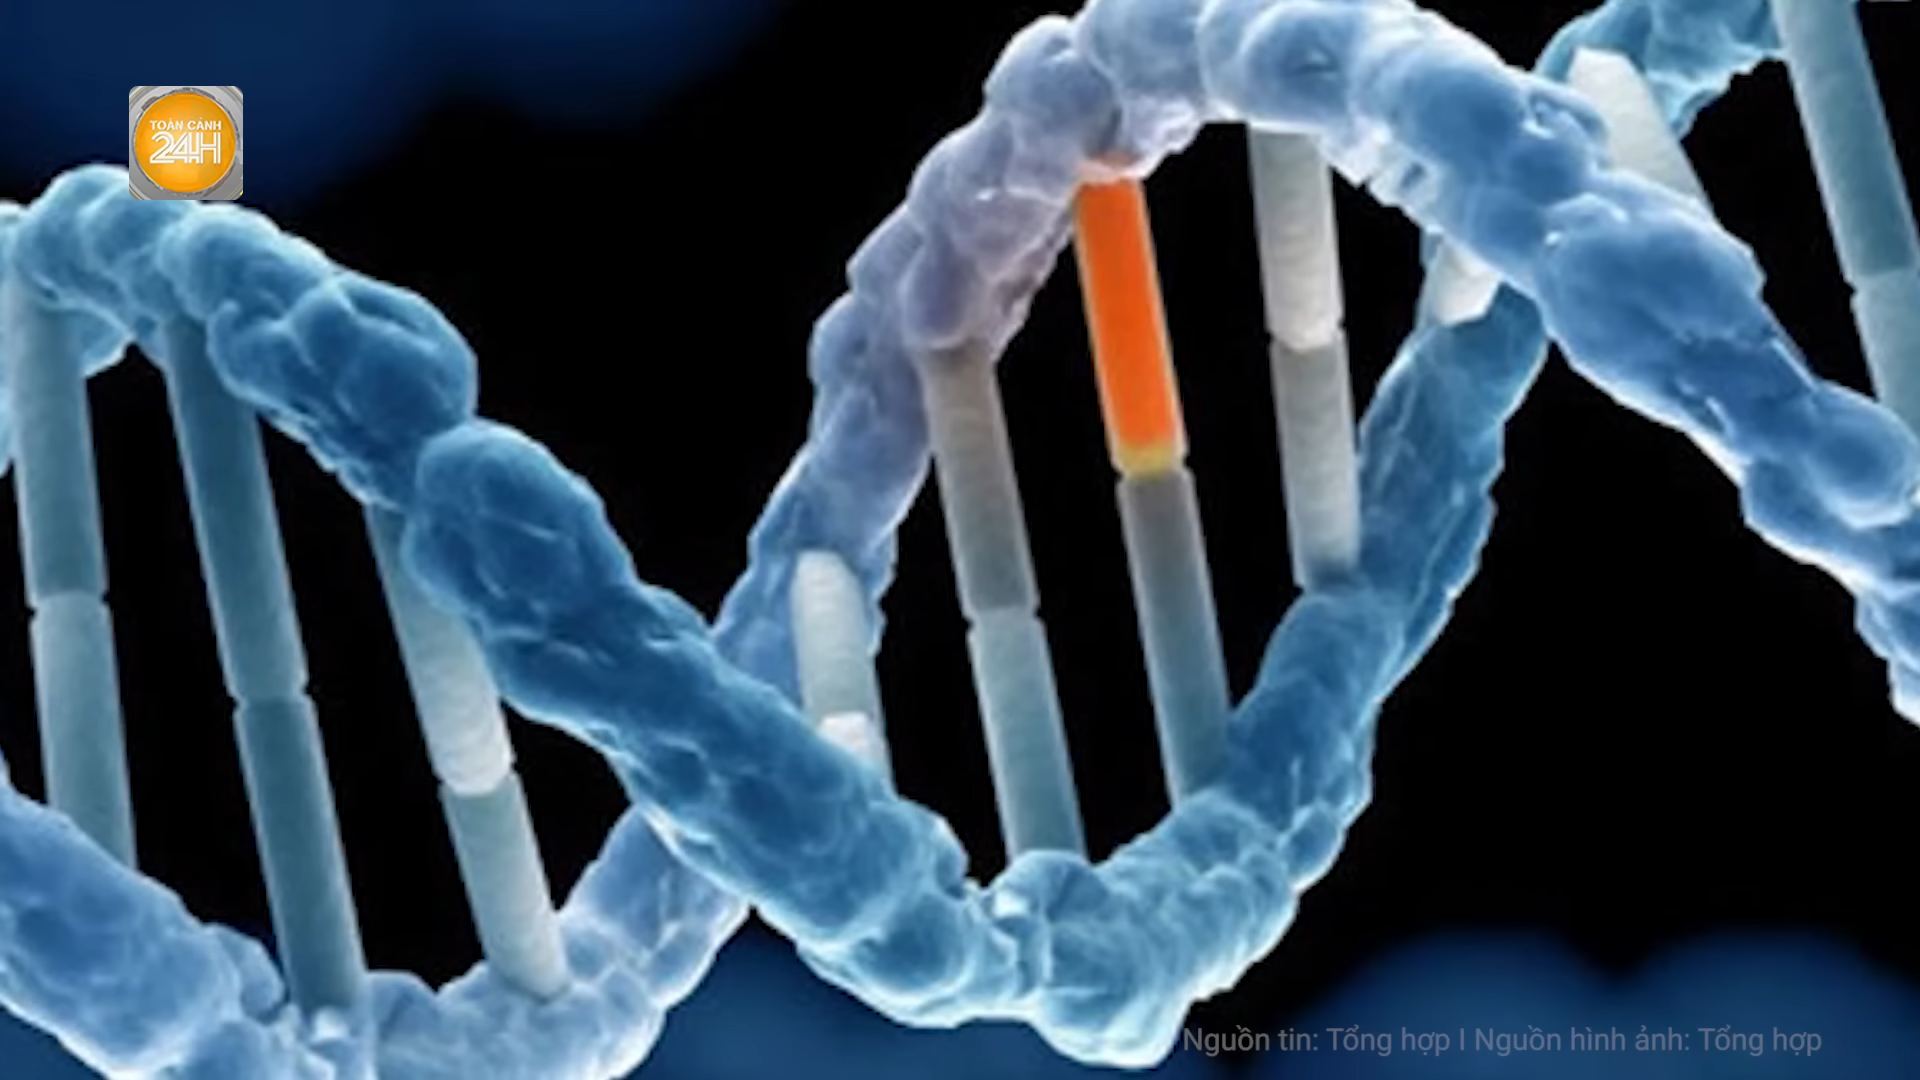 TOÀN CẢNH
24H
Nguồn tin: Tổng hợp I Nguồn hình ảnh: Tổng hợp